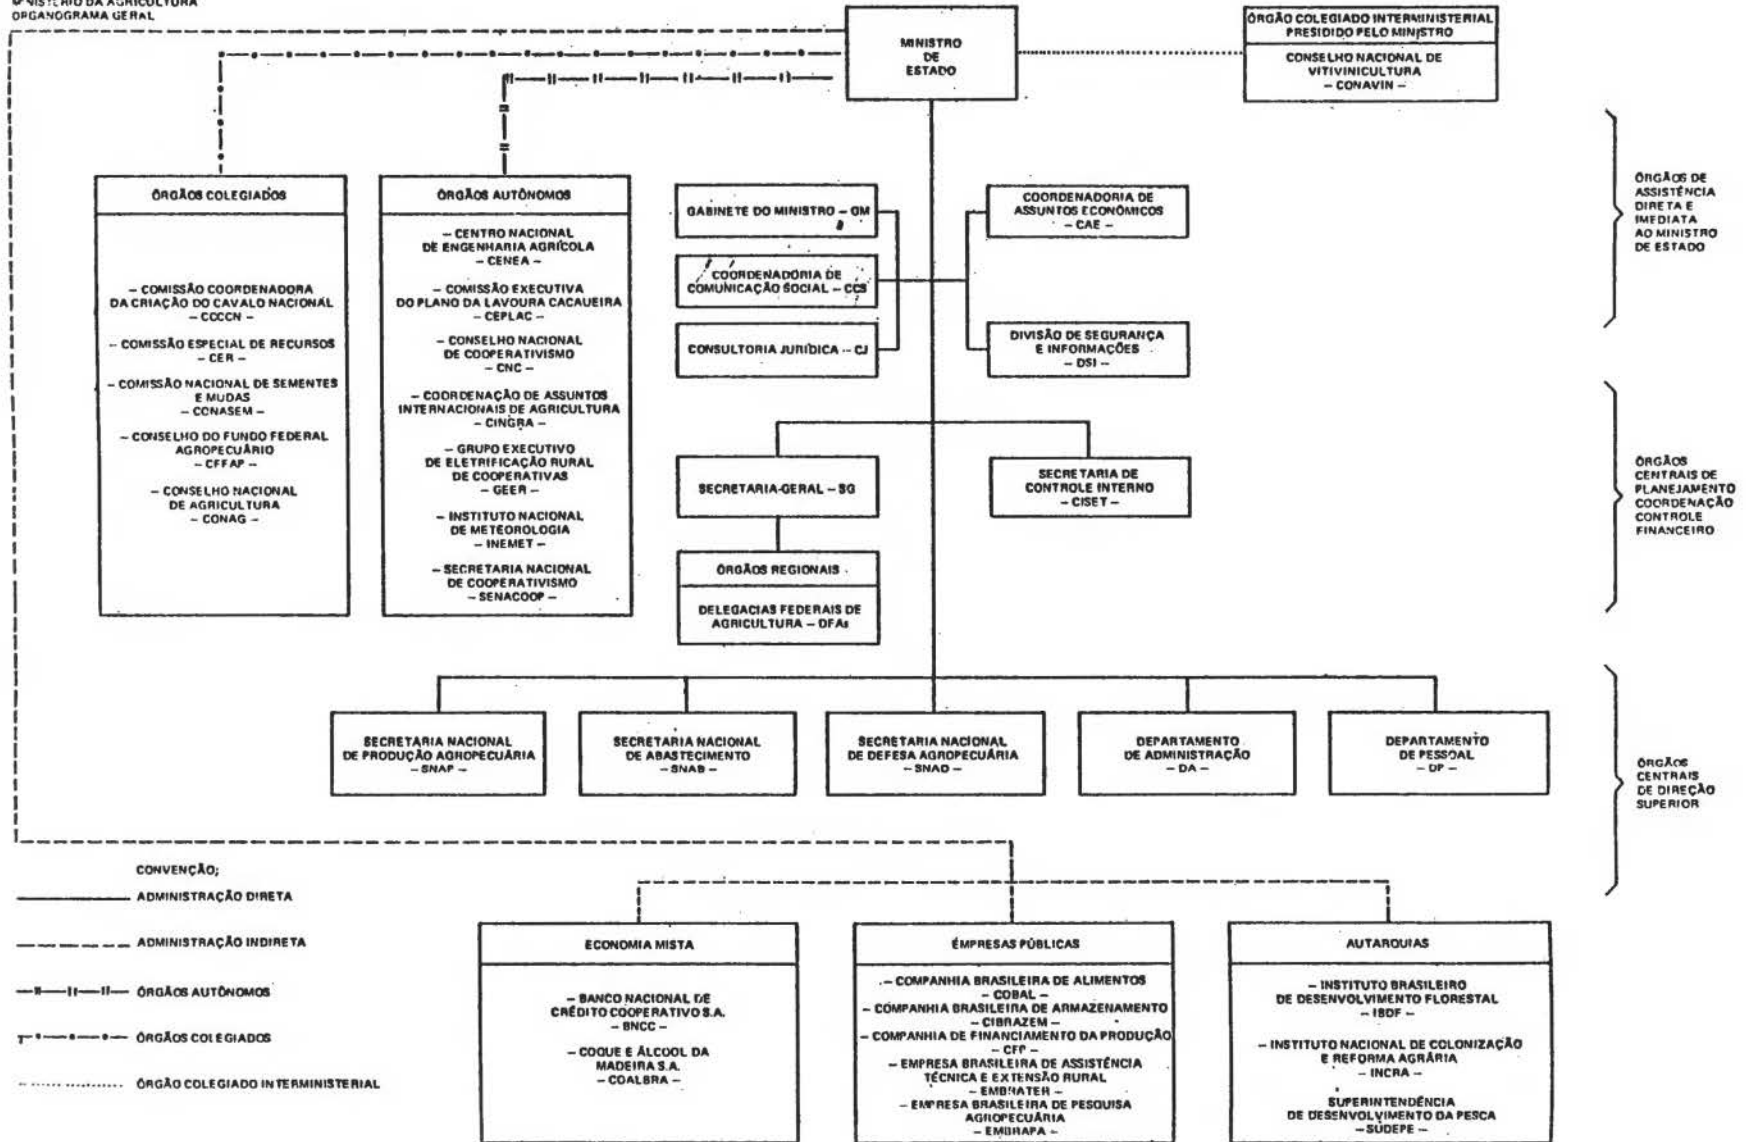 MINISTÉRIO DA AGRICULTURA
ORGANOGRAMA GERAL
MINISTRO
DE
ESTADO
ÓRGÃO COLEGIADO INTERMINISTERIAL
PRESIDIDO PELO MINISTRO
CONSELHO NACIONAL DE
VITIVINICULTURA
– CONAVIN –
ÓRGÃOS COLEGIADOS
– COMISSÃO COORDENADORA
DA CRIAÇÃO DO CAVALO NACIONAL
– CCCCN –
– COMISSÃO ESPECIAL DE RECURSOS
– CER –
– COMISSÃO NACIONAL DE SEMENTES
E MUDAS
– CONASEM –
– CONSELHO DO FUNDO FEDERAL
AGROPECUÁRIO
– CFFAP –
– CONSELHO NACIONAL
DE AGRICULTURA
– CONAG –
ÓRGÃOS AUTÔNOMOS
– CENTRO NACIONAL
DE ENGENHARIA AGRÍCOLA
– CENEA –
– COMISSÃO EXECUTIVA
DO PLANO DA LAVOURA CACAUEIRA
– CEPLAC –
– CONSELHO NACIONAL
DE COOPERATIVISMO
– CNC –
– COORDENAÇÃO DE ASSUNTOS
INTERNACIONAIS DE AGRICULTURA
– CINGRA –
– GRUPO EXECUTIVO
DE ELETRIFICAÇÃO RURAL
DE COOPERATIVAS
– GEER –
– INSTITUTO NACIONAL
DE METEOROLOGIA
– INEMET –
– SECRETARIA NACIONAL
DE COOPERATIVISMO
– SENACOOP –
GABINETE DO MINISTRO – GM
COORDENADORIA DE
COMUNICAÇÃO SOCIAL – CCS
CONSULTORIA JURÍDICA – CJ
COORDENADORIA DE
ASSUNTOS ECONÔMICOS
– CAE –
DIVISÃO DE SEGURANÇA
E INFORMAÇÕES
– DSI –
ÓRGÃOS DE
ASSISTÊNCIA
DIRETA E
IMEDIATA
AO MINISTRO
DE ESTADO
SECRETARIA-GERAL – SG
SECRETARIA DE
CONTROLE INTERNO
– CISET –
ÓRGÃOS REGIONAIS
DELEGACIAS FEDERAIS DE
AGRICULTURA – DFAs
ÓRGÃOS
CENTRAIS DE
PLANEJAMENTO
COORDENAÇÃO
CONTROLE
FINANCEIRO
SECRETARIA NACIONAL
DE PRODUÇÃO AGROPECUÁRIA
– SNAP –
SECRETARIA NACIONAL
DE ABASTECIMENTO
– SNAB –
SECRETARIA NACIONAL
DE DEFESA AGROPECUÁRIA
– SNAD –
DEPARTAMENTO
DE ADMINISTRAÇÃO
– DA –
DEPARTAMENTO
DE PESSOAL
– DP –
ÓRGÃOS
CENTRAIS
DE DIREÇÃO
SUPERIOR
CONVENÇÃO;
ADMINISTRAÇÃO DIRETA
ADMINISTRAÇÃO INDIRETA
ÓRGÃOS AUTÔNOMOS
ÓRGÃOS COLEGIADOS
ÓRGÃO COLEGIADO INTERMINISTERIAL
ECONOMIA MISTA
– BANCO NACIONAL DE
CRÉDITO COOPERATIVO S.A.
– BNCC –
– COQUE E ÁLCOOL DA
MADEIRA S.A.
– COALBRA –
EMPRESAS PÚBLICAS
– COMPANHIA BRASILEIRA DE ALIMENTOS
– COBAL –
– COMPANHIA BRASILEIRA DE ARMAZENAMENTO
– CIBRAZEM –
– COMPANHIA DE FINANCIAMENTO DA PRODUÇÃO
– CFP –
– EMPRESA BRASILEIRA DE ASSISTÊNCIA
TÉCNICA E EXTENSÃO RURAL
– EMBRATER –
– EMPRESA BRASILEIRA DE PESQUISA
AGROPECUÁRIA
– EMBRAPA –
AUTARQUIAS
– INSTITUTO BRASILEIRO
DE DESENVOLVIMENTO FLORESTAL
– IBDF –
– INSTITUTO NACIONAL DE COLONIZAÇÃO
E REFORMA AGRÁRIA
– INCRA –
SUPERINTENDÊNCIA
DE DESENVOLVIMENTO DA PESCA
– SUDEPE –